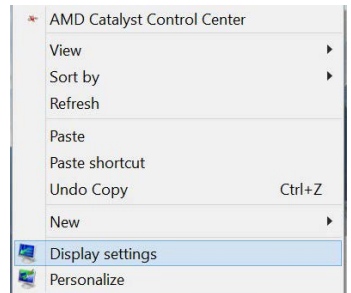 AMD Catalyst Control Center
View
Sort by
Refresh
Paste
Paste shortcut
Undo Copy Ctrl+Z
New
Display settings
Personalize